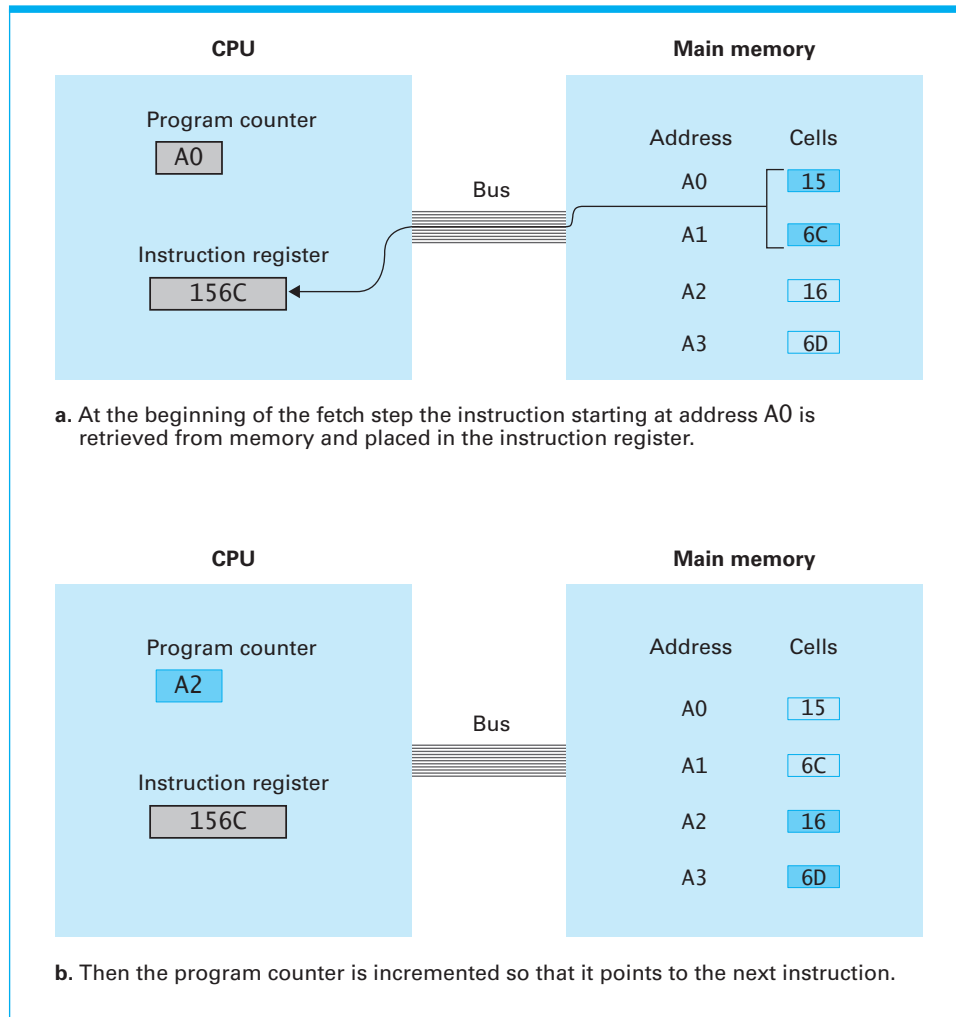 CPU Main memory
Program counter
A0
Address Cells
A0 15
Bus
A1 6C
Instruction register
156C
A2 16
A3 6D
a. At the beginning of the fetch step the instruction starting at address A0 is
retrieved from memory and placed in the instruction register.
CPU Main memory
Program counter
A2
Address Cells
A0 15
Bus
A1 6C
Instruction register
156C
A2 16
A3 6D
b. Then the program counter is incremented so that it points to the next instruction.